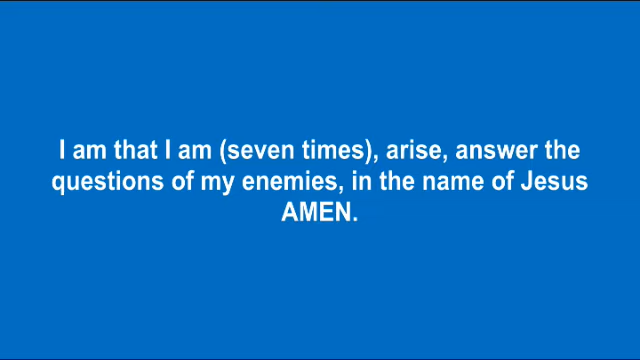 I am that I am (seven times), arise, answer the
questions of my enemies, in the name of Jesus
AMEN.